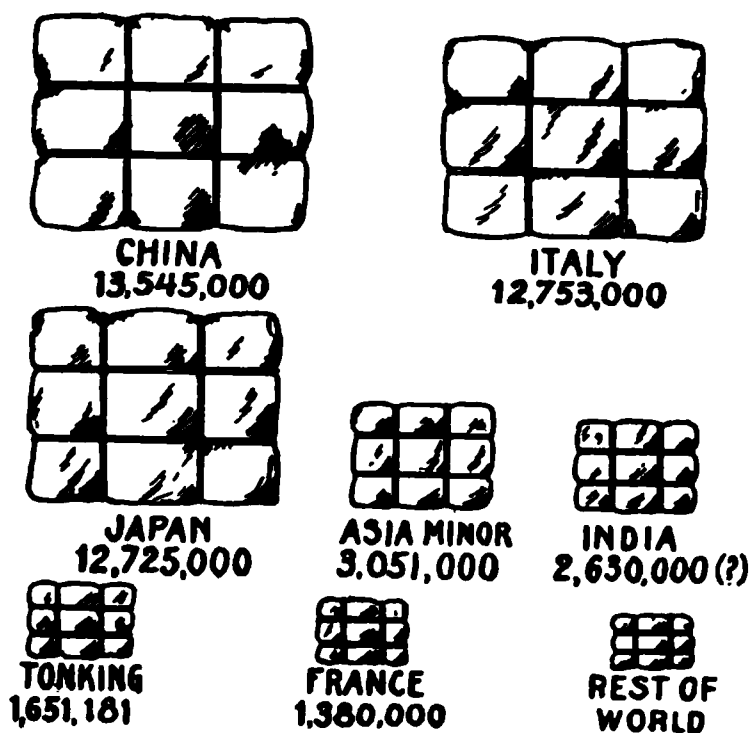 CHINA
13,545,000
ITALY
12,753,000
JAPAN
12,725,000
ASIA MINOR
3,051,000
INDIA
2,630,000 (?)
TONKING
1,651,181
FRANCE
1,380,000
REST OF
WORLD